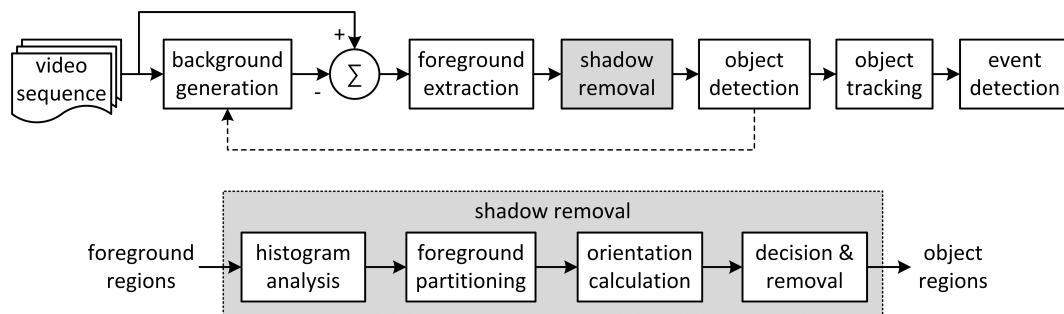 +
video
sequence
background
generation
-
Σ
foreground
extraction
shadow
removal
object
detection
object
tracking
event
detection
shadow removal
foreground
regions
histogram
analysis
foreground
partitioning
orientation
calculation
decision &
removal
object
regions